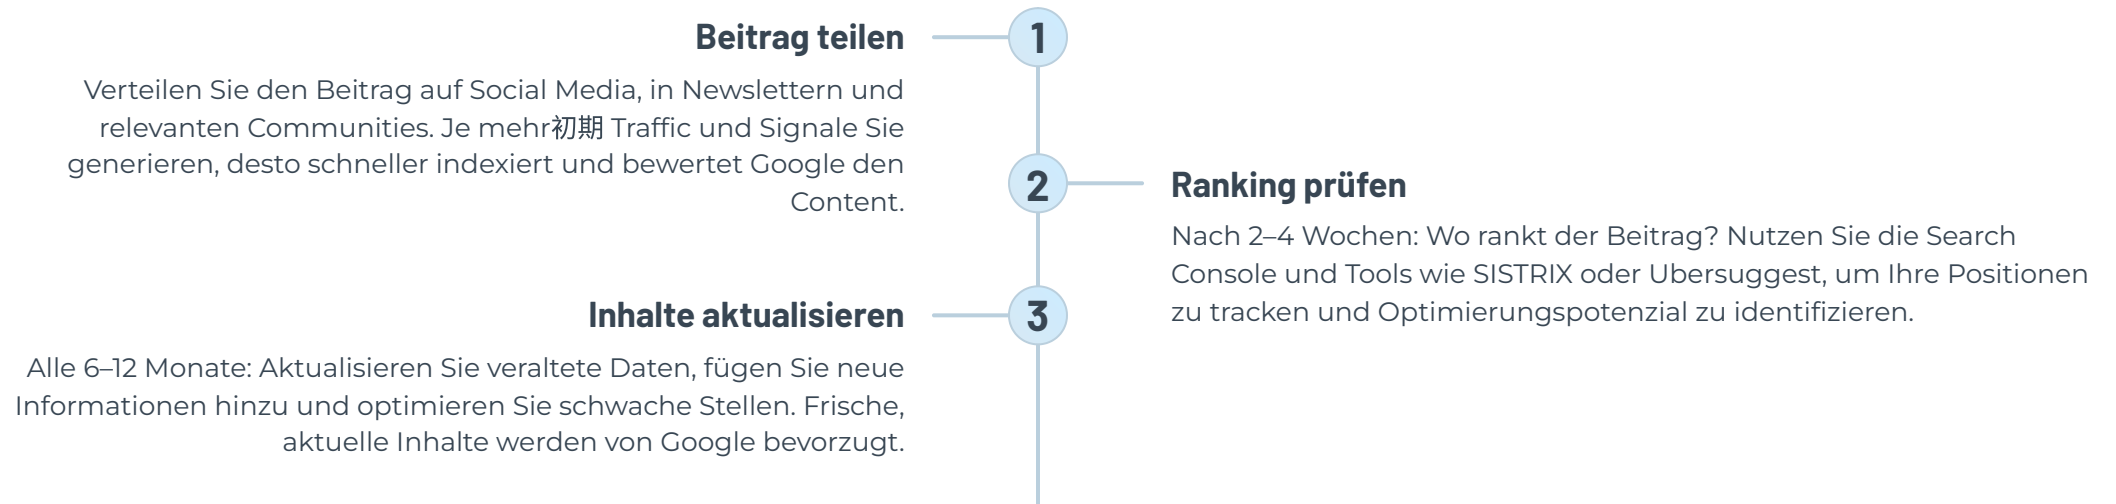 Beitrag teilen
1
Verteilen Sie den Beitrag auf Social Media, in Newslettern und
relevanten Communities. Je mehr初期 Traffic und Signale Sie
generieren, desto schneller indexiert und bewertet Google den
Content.
2
Ranking prüfen
Nach 2–4 Wochen: Wo rankt der Beitrag? Nutzen Sie die Search
Console und Tools wie SISTRIX oder Ubersuggest, um Ihre Positionen
zu tracken und Optimierungspotenzial zu identifizieren.
Inhalte aktualisieren
3
Alle 6–12 Monate: Aktualisieren Sie veraltete Daten, fügen Sie neue
Informationen hinzu und optimieren Sie schwache Stellen. Frische,
aktuelle Inhalte werden von Google bevorzugt.